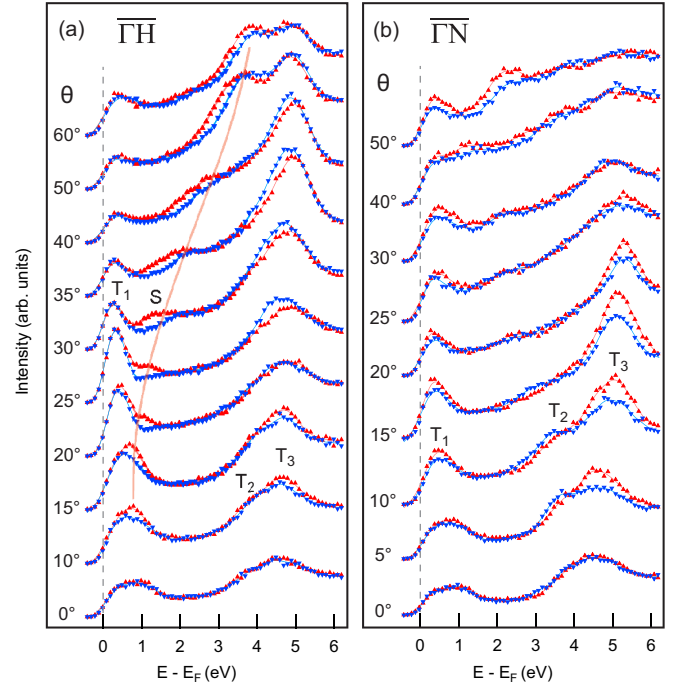 (a) Γ̅H̅
θ
60°
50°
40°
35°
T1 S
30°
25°
20°
T2 T3
15°
10°
0°
0 1 2 3 4 5 6
E - EF (eV)
Intensity (arb. units)
(b) Γ̅N̅
θ
50°
40°
30°
25°
20°
T3
T2
T1
15°
10°
5°
0°
0 1 2 3 4 5 6
E - EF (eV)